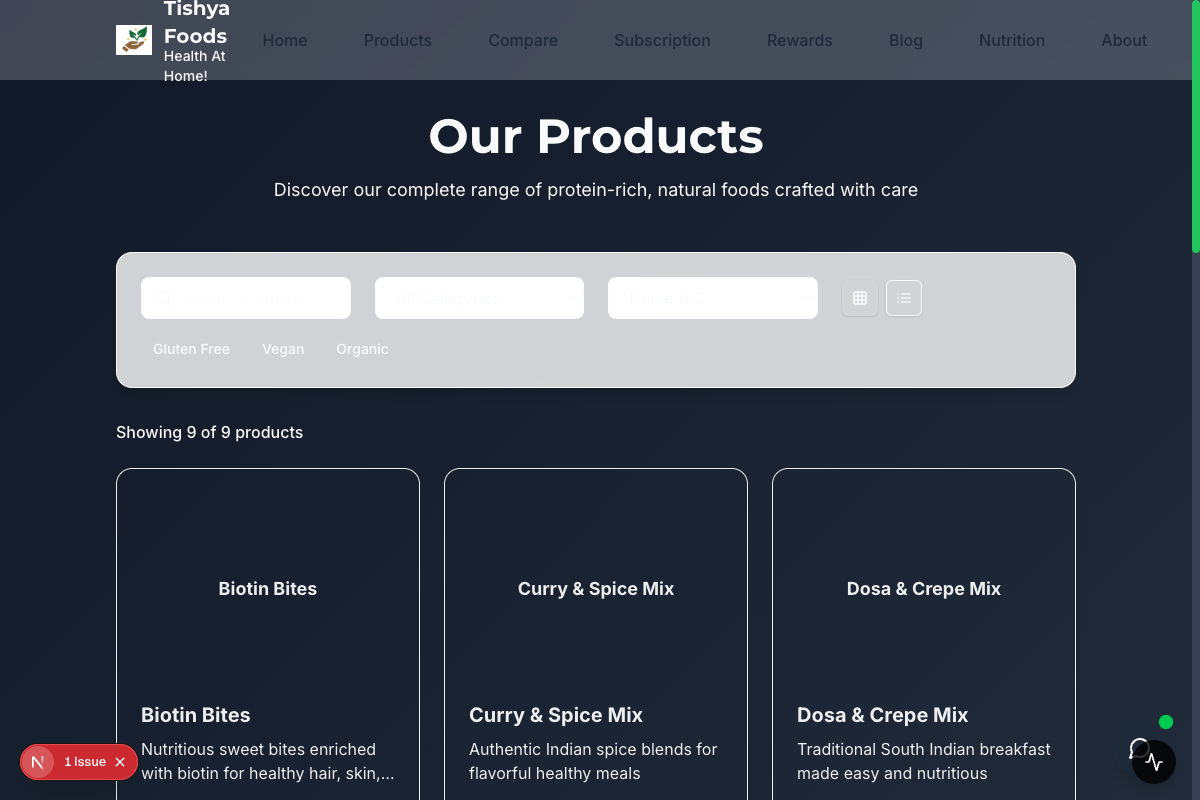 Tishya
Foods
Health At
Home!
Home
Products
Compare
Subscription
Rewards
Blog
Nutrition
About
Our Products
Discover our complete range of protein-rich, natural foods crafted with care
Search products...
All Categories
Name A-Z
Gluten Free
Vegan
Organic
Showing 9 of 9 products
Biotin Bites
Curry & Spice Mix
Dosa & Crepe Mix
Biotin Bites
Nutritious sweet bites enriched
with biotin for healthy hair, skin,...
Curry & Spice Mix
Authentic Indian spice blends for
flavorful healthy meals
Dosa & Crepe Mix
Traditional South Indian breakfast
made easy and nutritious
N
1 Issue